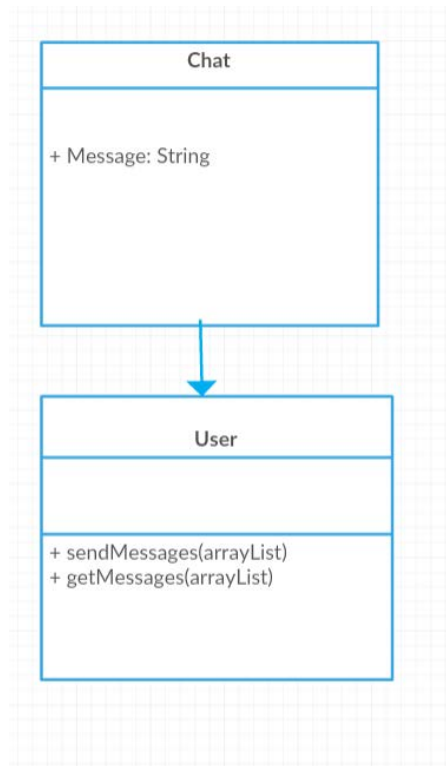 Chat
+ Message: String
User
+ sendMessages(arrayList)
+ getMessages(arrayList)